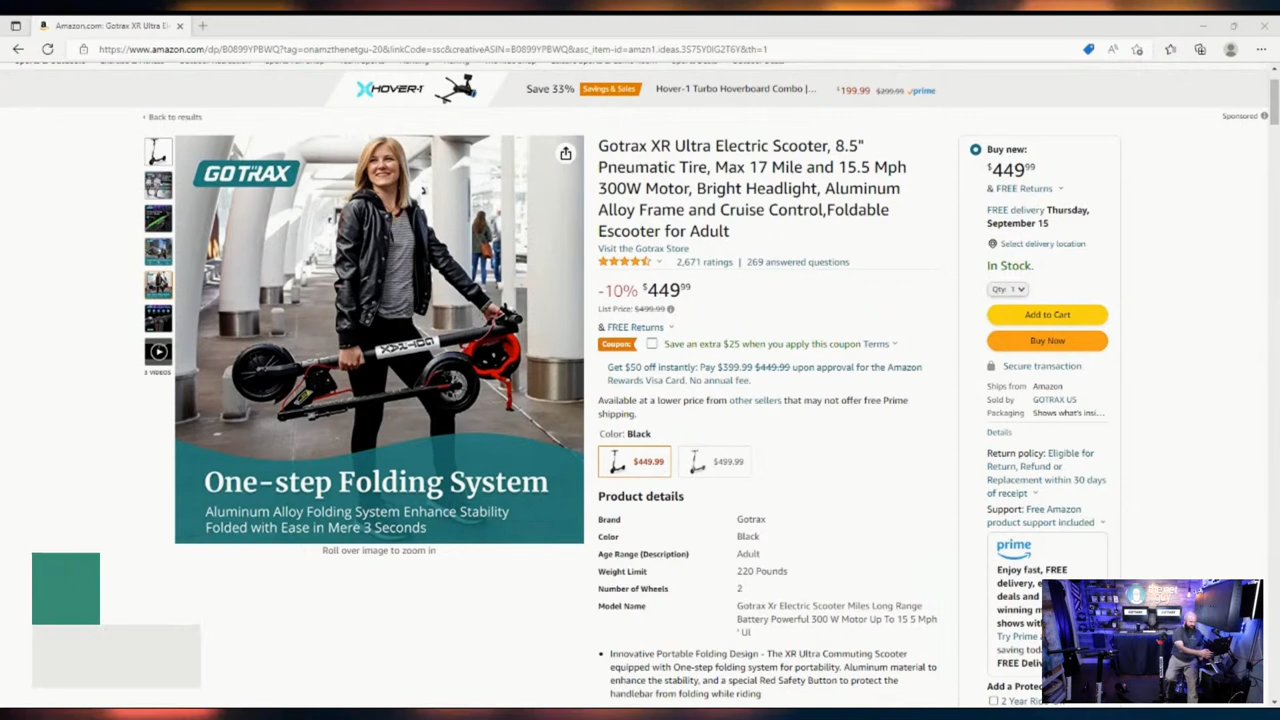 Amazon.com: Gotrax XR Ultra El
https://www.amazon.com/dp/B0899YPBWQ?tag=onamzthenetgu-20&linkCode=ssc&creativeASIN=B0899YPBWQ&asc_item-id=amzn1.ideas.3S75Y0IG2T6Y&th=1
HOVER-1
Save 33%
Savings & Sales
Hover-1 Turbo Hoverboard Combo |...
$199.99 $299.99 prime
‹ Back to results
Sponsored
GOTRAX
XR-ULTRA
One-step Folding System
Aluminum Alloy Folding System Enhance Stability
Folded with Ease in Mere 3 Seconds
Roll over image to zoom in
3 VIDEOS
Gotrax XR Ultra Electric Scooter, 8.5"
Pneumatic Tire, Max 17 Mile and 15.5 Mph
300W Motor, Bright Headlight, Aluminum
Alloy Frame and Cruise Control,Foldable
Escooter for Adult
Visit the Gotrax Store
2,671 ratings | 269 answered questions
-10% $449.99
List Price: $499.99
& FREE Returns
Coupon: Save an extra $25 when you apply this coupon Terms
Get $50 off instantly: Pay $399.99 $449.99 upon approval for the Amazon
Rewards Visa Card. No annual fee.
Available at a lower price from other sellers that may not offer free Prime
shipping.
Color: Black
$449.99
$499.99
Product details
Brand Gotrax
Color Black
Age Range (Description) Adult
Weight Limit 220 Pounds
Number of Wheels 2
Model Name Gotrax Xr Electric Scooter Miles Long Range
Battery Powerful 300 W Motor Up To 15 5 Mph
' Ul
• Innovative Portable Folding Design - The XR Ultra Commuting Scooter
equipped with One-step folding system for portability. Aluminum material to
enhance the stability, and a special Red Safety Button to protect the
handlebar from folding while riding
Buy new:
$449.99
& FREE Returns
FREE delivery Thursday,
September 15
Select delivery location
In Stock.
Qty: 1
Add to Cart
Buy Now
Secure transaction
Ships from Amazon
Sold by GOTRAX US
Packaging Shows what's insi...
Details
Return policy: Eligible for
Return, Refund or
Replacement within 30 days
of receipt
Support: Free Amazon
product support included
prime
Enjoy fast, FREE
delivery, e
deals and
winning m
shows with
Try Prime
saving toda
FREE Deliv
Add a Prote
2 Year Ri